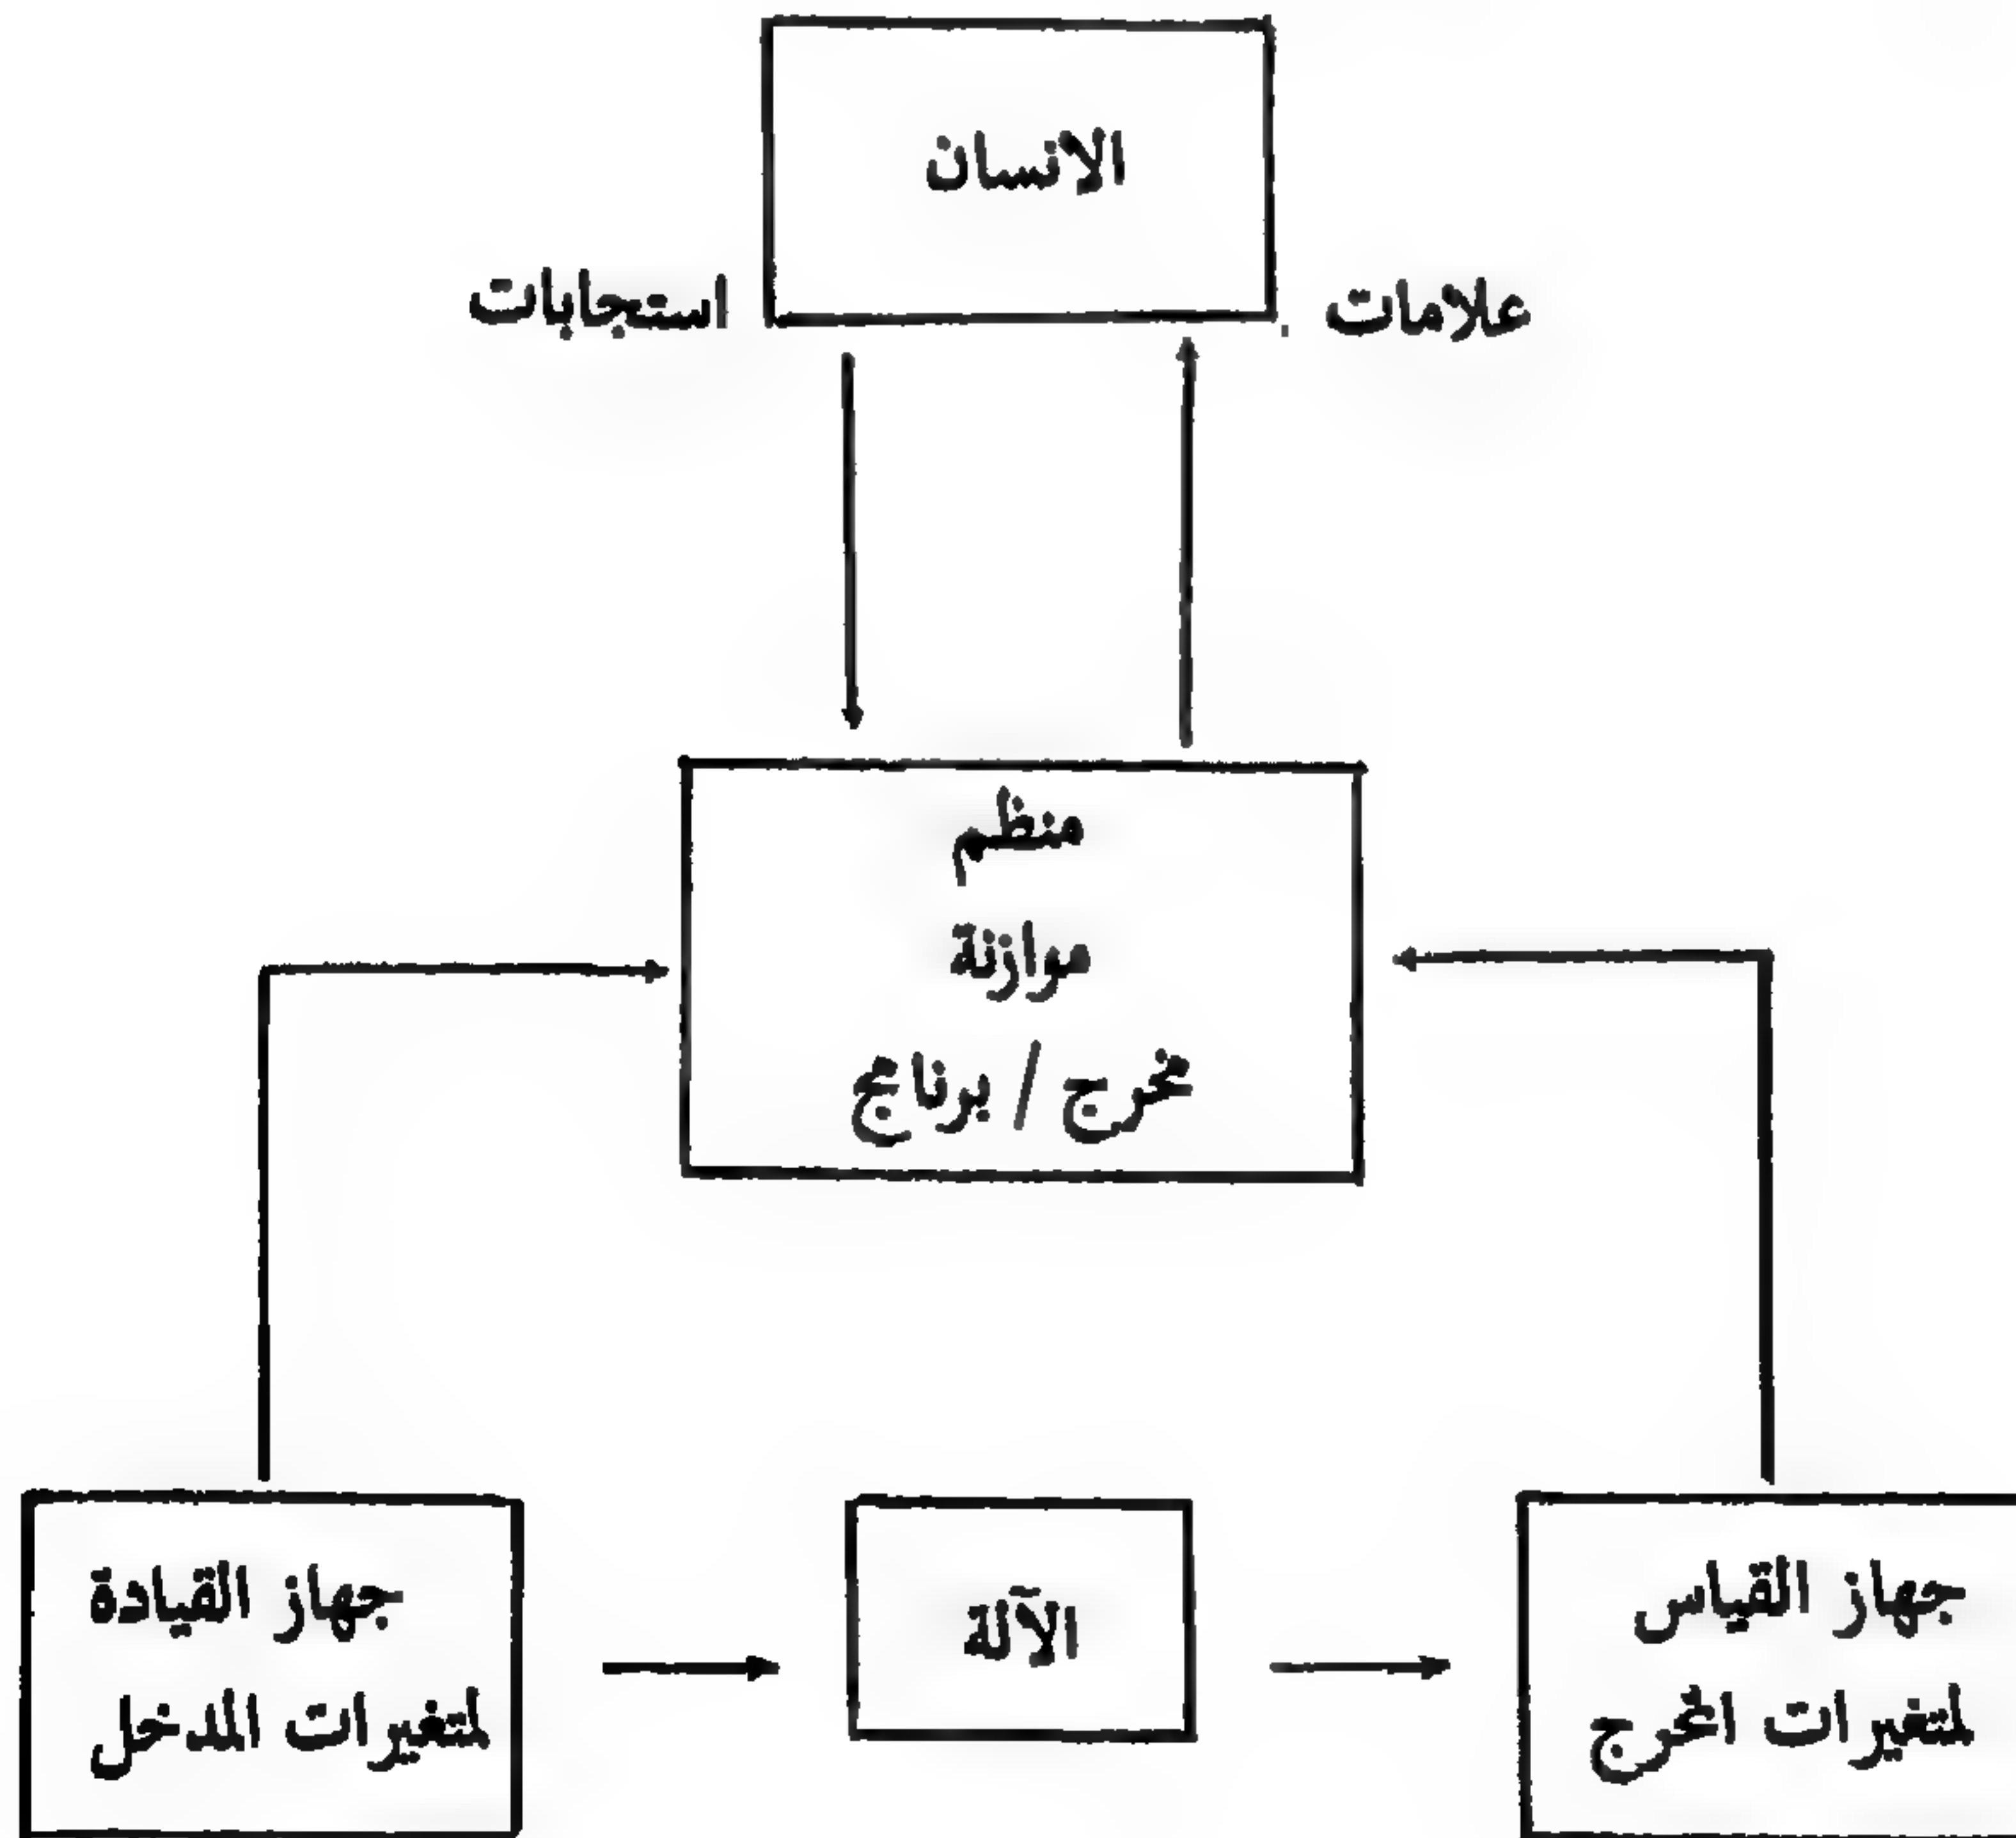 الانسان
علامات
استجابات
منظم
موازنة
مخرج / برنامج
جهاز القياس
لمتغيرات المخرج
الآلة
جهاز القيادة
لمتغيرات المدخل